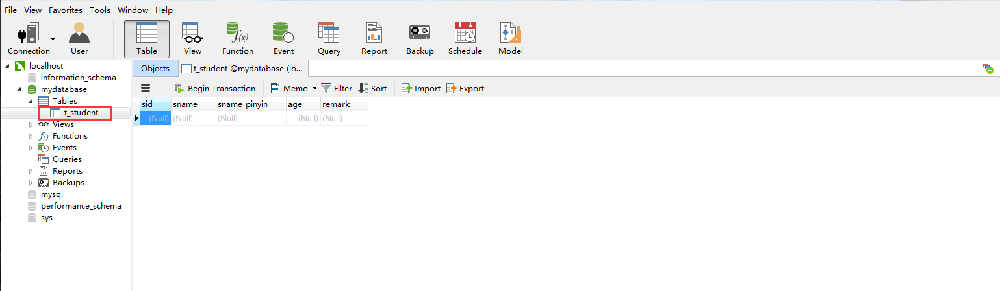 File View Favorites Tools Window Help
Connection User Table View Function Event Query Report Backup Schedule Model
localhost
information_schema
mydatabase
Tables
t_student
Views
Functions
Events
Queries
Reports
Backups
mysql
performance_schema
sys
Objects t_student @mydatabase (lo...
Begin Transaction Memo Filter Sort Import Export
sid sname sname_pinyin age remark
(Null) (Null) (Null) (Null) (Null)